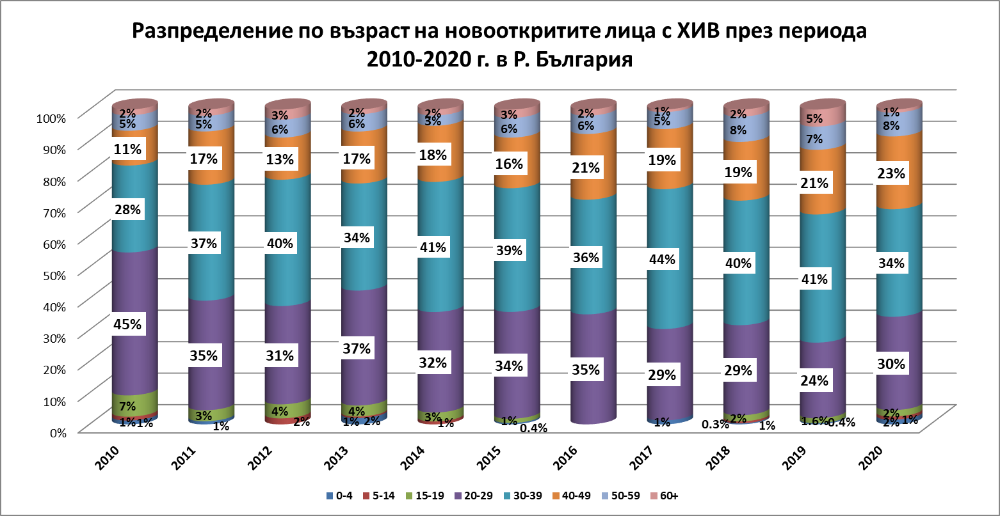 Разпределение по възраст на новооткритите лица с ХИВ през периода
2010-2020 г. в Р. България
100%
90%
80%
70%
60%
50%
40%
30%
20%
10%
0%
2% 2% 3% 2% 2% 3% 2% 1% 2% 5% 1%
5% 5% 6% 6% 3% 6% 6% 5% 8% 7% 8%
11% 17% 13% 17% 18% 16% 21% 19% 19% 21% 23%
28% 37% 40% 34% 41% 39% 36% 44% 40% 41% 34%
45% 35% 31% 37% 32% 34% 35% 29% 29% 24% 30%
7% 3% 4% 4% 3% 1% 2% 1.6% 2%
1% 1% 1% 2% 1% 2% 1% 0.4% 1% 0.3% 1% 0.4% 2% 1%
2010 2011 2012 2013 2014 2015 2016 2017 2018 2019 2020
0-4 5-14 15-19 20-29 30-39 40-49 50-59 60+